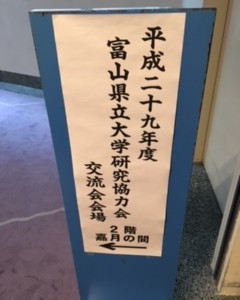 平成二十九年度
富山県立大学研究協力会
交流会会場
2階
嘉月の間
←